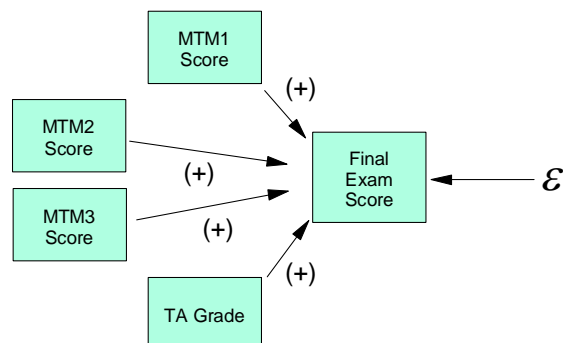 MTM1
Score
(+)
MTM2
Score
(+)
Final
Exam
Score
ε
MTM3
Score
(+)
TA Grade
(+)